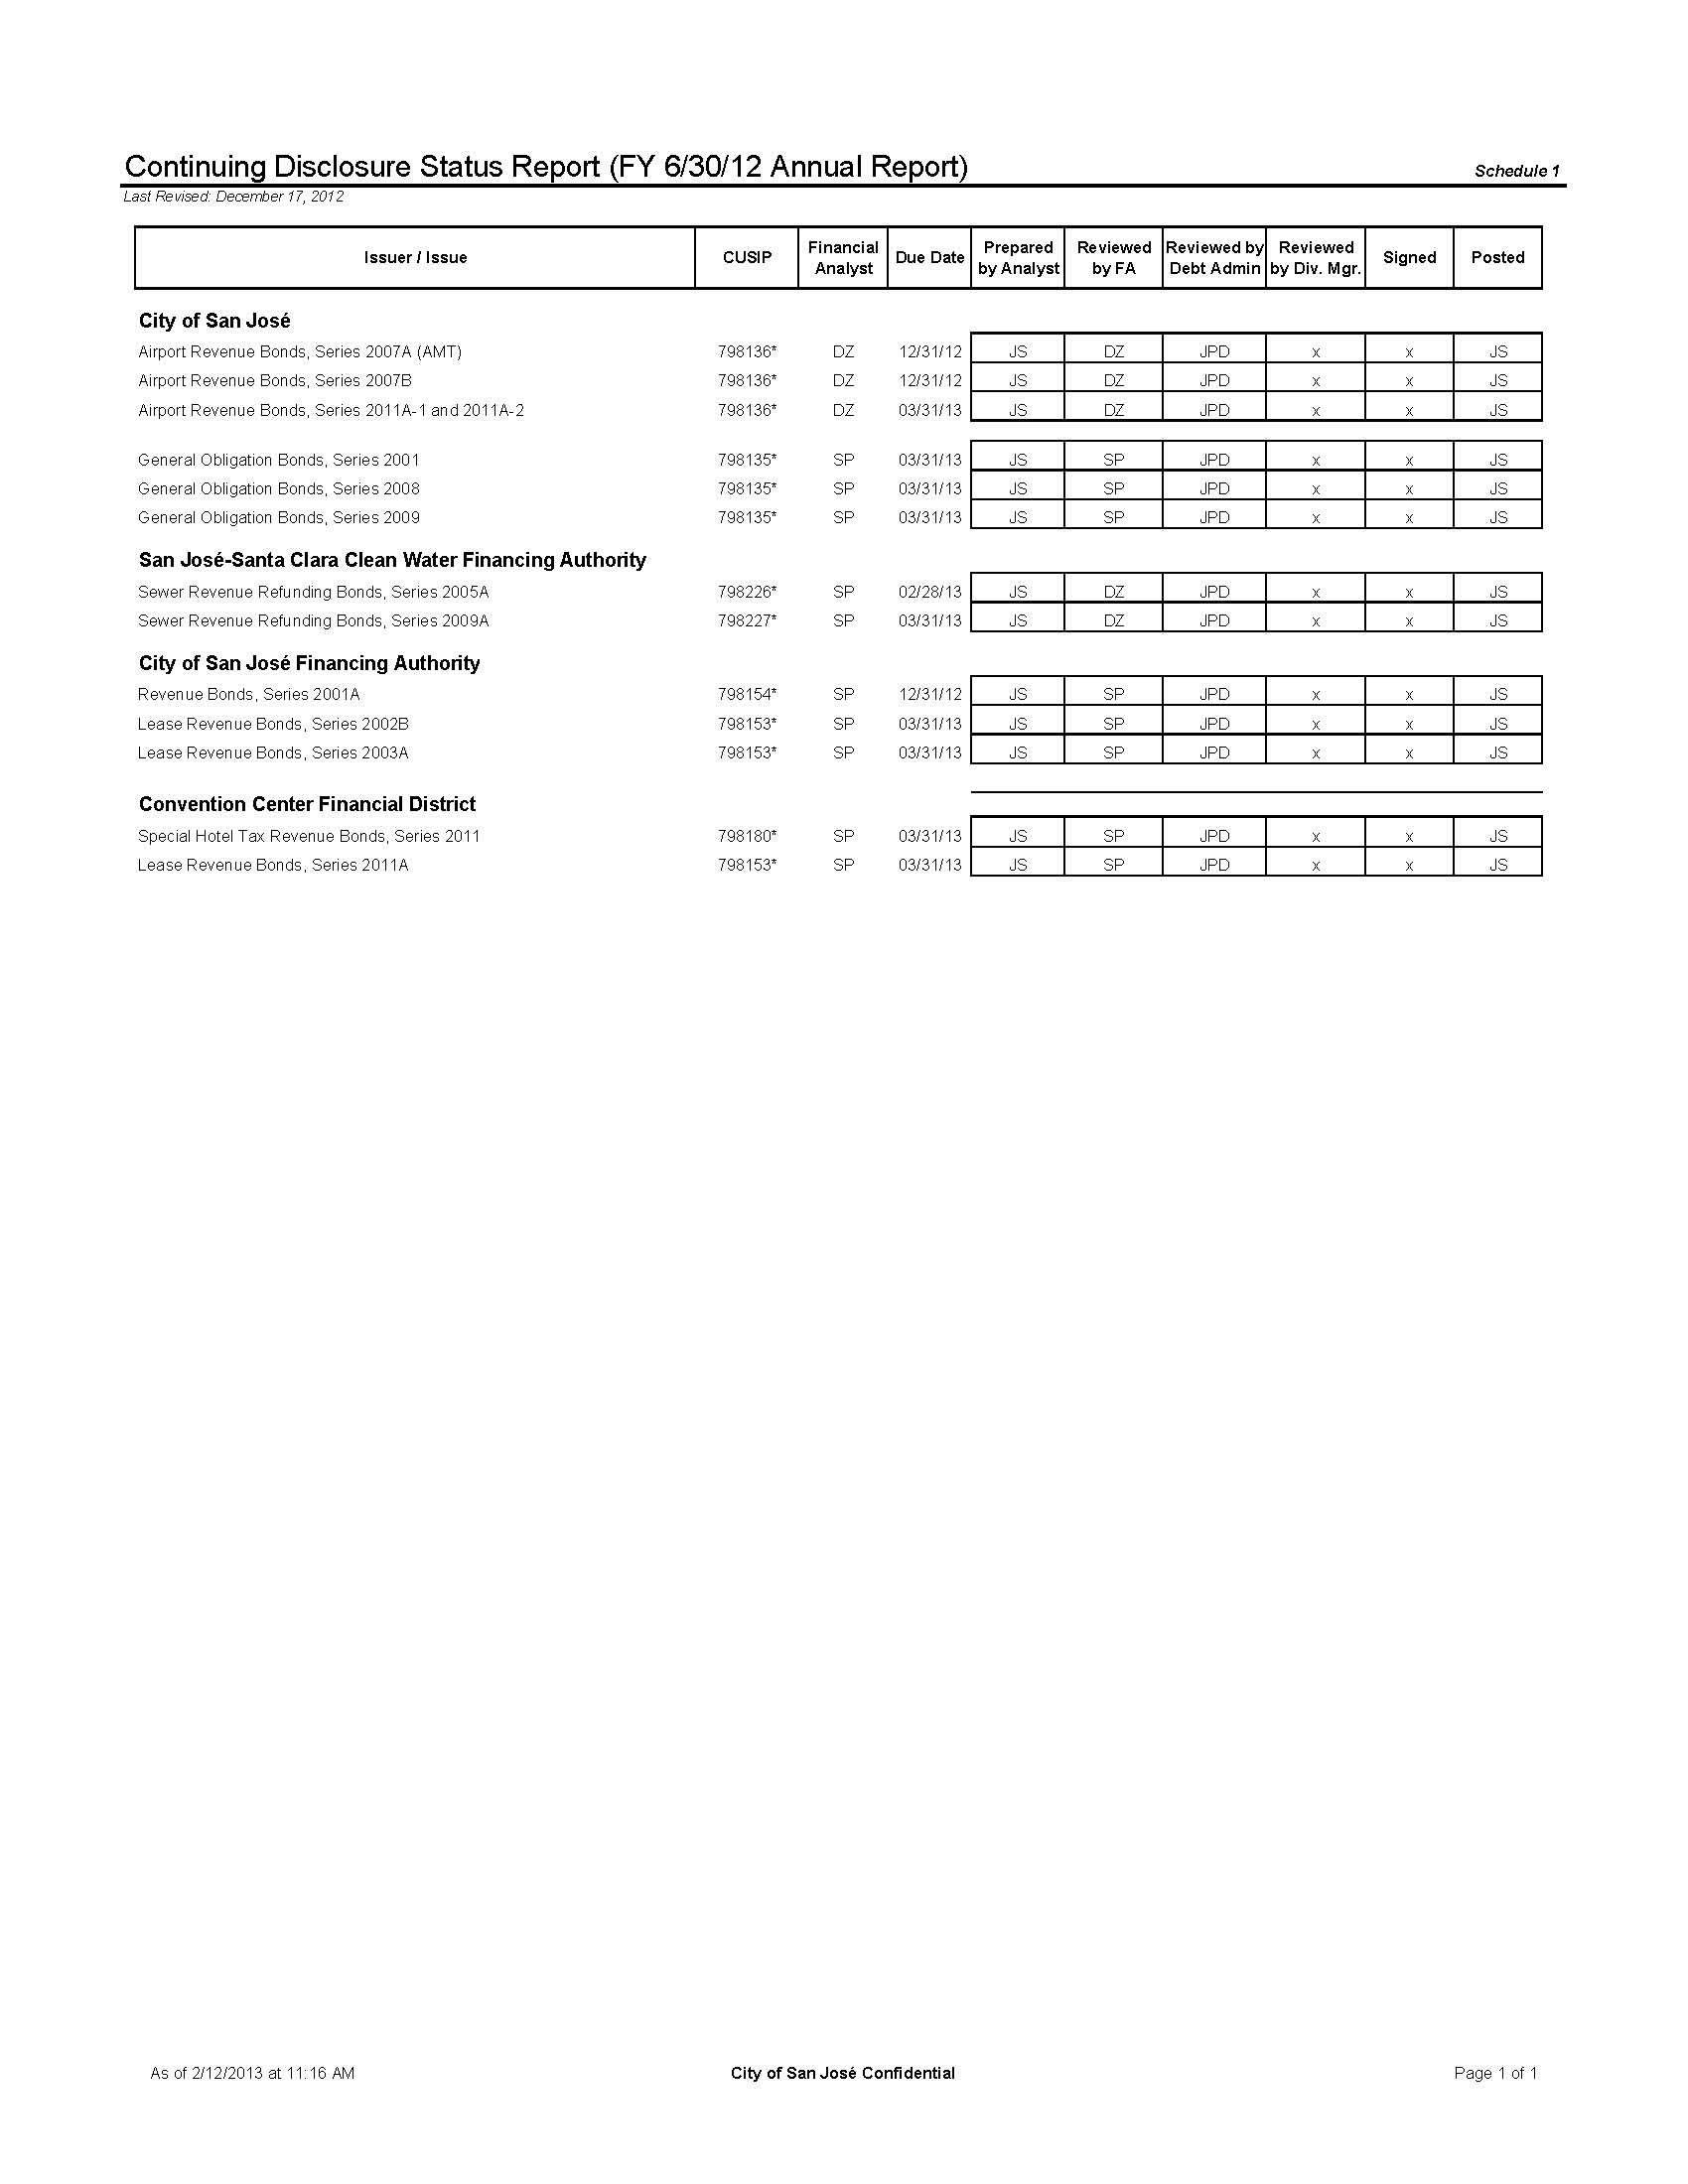 Continuing Disclosure Status Report (FY 6/30/12 Annual Report) Schedule 1
Last Revised: December 17, 2012
Issuer / Issue CUSIP Financial Analyst Due Date Prepared by Analyst Reviewed by FA Reviewed by Debt Admin Reviewed by Div. Mgr. Signed Posted
City of San José
Airport Revenue Bonds, Series 2007A (AMT) 798136* DZ 12/31/12 JS DZ JPD x x JS
Airport Revenue Bonds, Series 2007B 798136* DZ 12/31/12 JS DZ JPD x x JS
Airport Revenue Bonds, Series 2011A-1 and 2011A-2 798136* DZ 03/31/13 JS DZ JPD x x JS
General Obligation Bonds, Series 2001 798135* SP 03/31/13 JS SP JPD x x JS
General Obligation Bonds, Series 2008 798135* SP 03/31/13 JS SP JPD x x JS
General Obligation Bonds, Series 2009 798135* SP 03/31/13 JS SP JPD x x JS
San José-Santa Clara Clean Water Financing Authority
Sewer Revenue Refunding Bonds, Series 2005A 798226* SP 02/28/13 JS DZ JPD x x JS
Sewer Revenue Refunding Bonds, Series 2009A 798227* SP 03/31/13 JS DZ JPD x x JS
City of San José Financing Authority
Revenue Bonds, Series 2001A 798154* SP 12/31/12 JS SP JPD x x JS
Lease Revenue Bonds, Series 2002B 798153* SP 03/31/13 JS SP JPD x x JS
Lease Revenue Bonds, Series 2003A 798153* SP 03/31/13 JS SP JPD x x JS
Convention Center Financial District
Special Hotel Tax Revenue Bonds, Series 2011 798180* SP 03/31/13 JS SP JPD x x JS
Lease Revenue Bonds, Series 2011A 798153* SP 03/31/13 JS SP JPD x x JS
As of 2/12/2013 at 11:16 AM City of San José Confidential Page 1 of 1